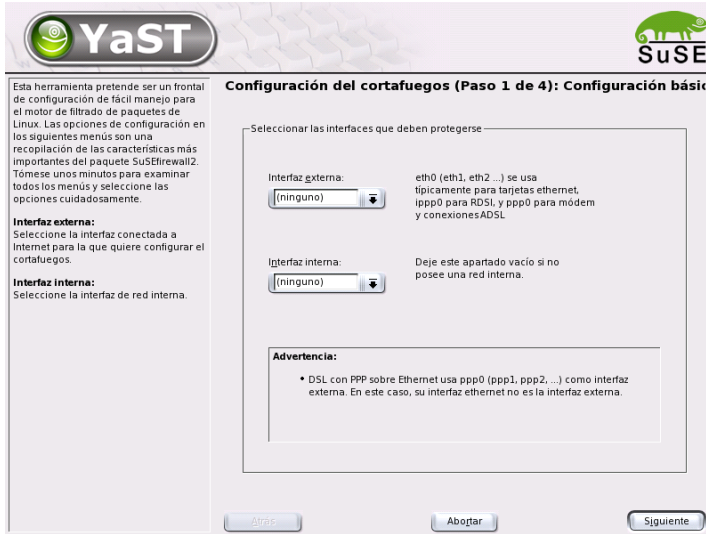 YaST
SuSE
Esta herramienta pretende ser un frontal
de configuración de fácil manejo para
el motor de filtrado de paquetes de
Linux. Las opciones de configuración en
los siguientes menús son una
recopilación de las características más
importantes del paquete SuSEfirewall2.
Tómese unos minutos para examinar
todos los menús y seleccione las
opciones cuidadosamente.
Interfaz externa:
Seleccione la interfaz conectada a
Internet para la que quiere configurar el
cortafuegos.
Interfaz interna:
Seleccione la interfaz de red interna.
Configuración del cortafuegos (Paso 1 de 4): Configuración básic
Seleccionar las interfaces que deben protegerse
Interfaz externa:
(ninguno)
eth0 (eth1, eth2 ...) se usa
típicamente para tarjetas ethernet,
ippp0 para RDSI, y ppp0 para módem
y conexionesADSL
Interfaz interna:
(ninguno)
Deje este apartado vacío si no
posee una red interna.
Advertencia:
• DSL con PPP sobre Ethernet usa ppp0 (ppp1, ppp2, ...) como interfaz
externa. En este caso, su interfaz ethernet no es la interfaz externa.
Atrás
Abortar
Siguiente